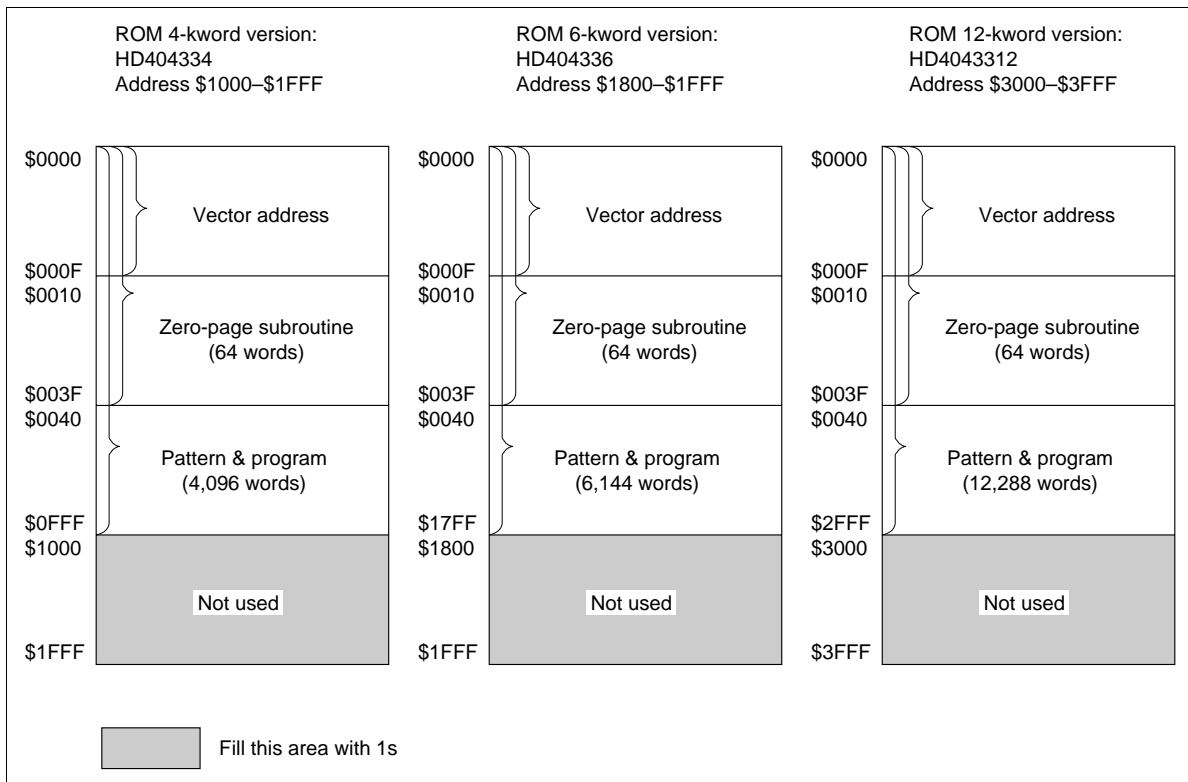 ROM 4-kword version:
HD404334
Address $1000–$1FFF
$0000
Vector address
$000F
$0010
Zero-page subroutine
(64 words)
$003F
$0040
Pattern & program
(4,096 words)
$0FFF
$1000
Not used
$1FFF
ROM 6-kword version:
HD404336
Address $1800–$1FFF
$0000
Vector address
$000F
$0010
Zero-page subroutine
(64 words)
$003F
$0040
Pattern & program
(6,144 words)
$17FF
$1800
Not used
$1FFF
ROM 12-kword version:
HD4043312
Address $3000–$3FFF
$0000
Vector address
$000F
$0010
Zero-page subroutine
(64 words)
$003F
$0040
Pattern & program
(12,288 words)
$2FFF
$3000
Not used
$3FFF
Fill this area with 1s